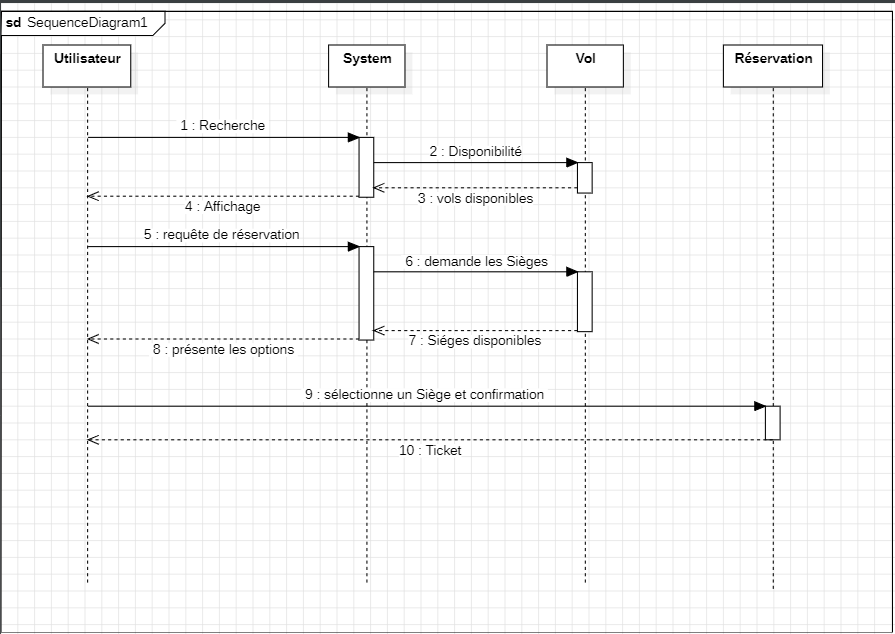 sd SequenceDiagram1
Utilisateur
System
Vol
Réservation
1 : Recherche
2 : Disponibilité
3 : vols disponibles
4 : Affichage
5 : requête de réservation
6 : demande les Sièges
7 : Siéges disponibles
8 : présente les options
9 : sélectionne un Siège et confirmation
10 : Ticket